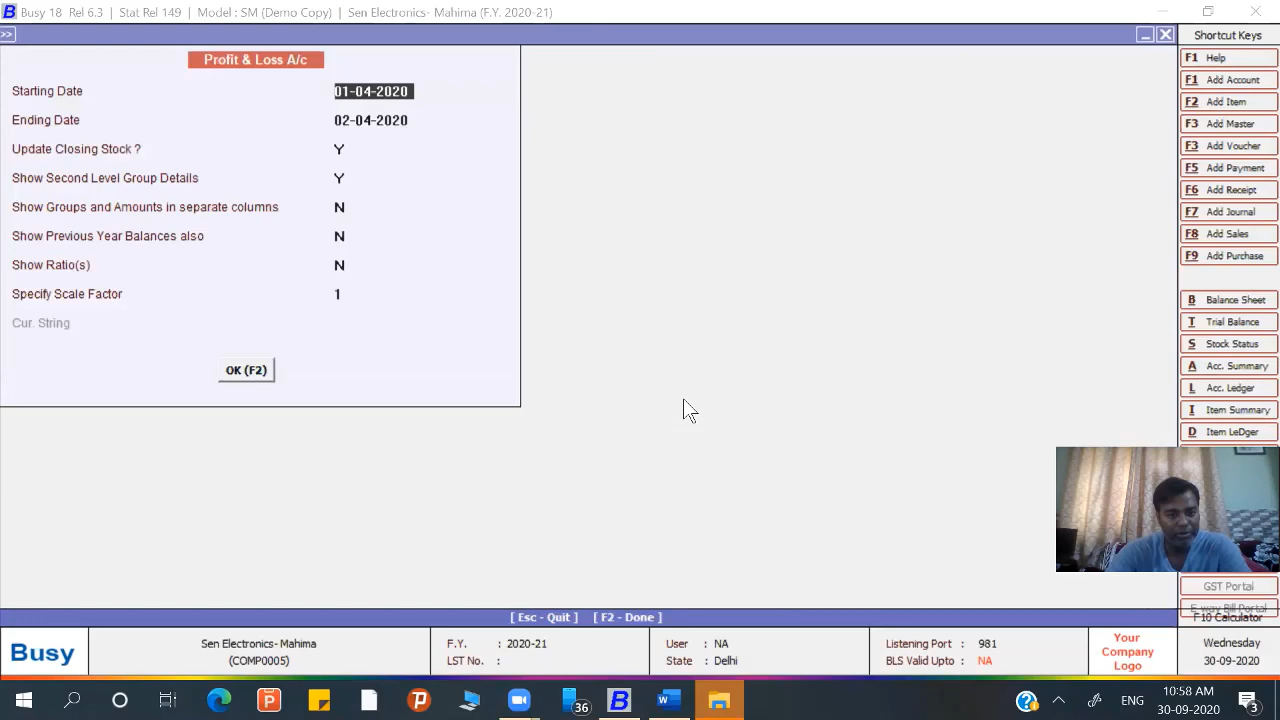 B Busy 18 Rel 6.3 | Stat Rel 149 | Model : SM (Demo Copy) | Sen Electronics- Mahima (F.Y. 2020-21)
>>
Shortcut Keys
Profit & Loss A/c
Starting Date 01-04-2020
Ending Date 02-04-2020
Update Closing Stock ? Y
Show Second Level Group Details Y
Show Groups and Amounts in separate columns N
Show Previous Year Balances also N
Show Ratio(s) N
Specify Scale Factor 1
Cur. String
OK (F2)
F1 Help
F1 Add Account
F2 Add Item
F3 Add Master
F3 Add Voucher
F5 Add Payment
F6 Add Receipt
F7 Add Journal
F8 Add Sales
F9 Add Purchase
B Balance Sheet
T Trial Balance
S Stock Status
A Acc. Summary
L Acc. Ledger
I Item Summary
D Item LeDger
GST Portal
E-way Bill Portal
F10 Calculator
[ Esc - Quit ] [ F2 - Done ]
Busy
Sen Electronics- Mahima
(COMP0005)
F.Y. : 2020-21
LST No. :
User : NA
State : Delhi
Listening Port : 981
BLS Valid Upto : NA
Your
Company
Logo
Wednesday
30-09-2020
36
ENG
10:58 AM
30-09-2020
3